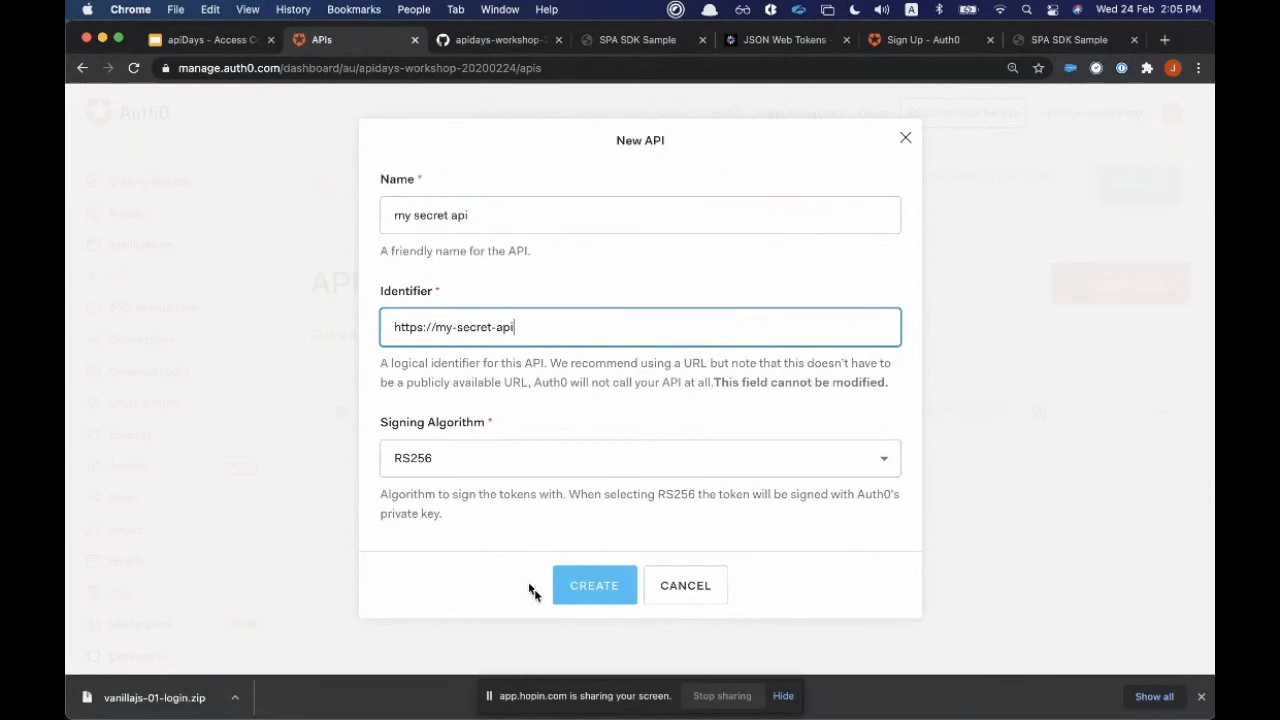 Chrome File Edit View History Bookmarks People Tab Window Help A Wed 24 Feb 2:05 PM
apiDays - Access Co APIs apidays-workshop-2 SPA SDK Sample JSON Web Tokens - Sign Up - Auth0 SPA SDK Sample
manage.auth0.com/dashboard/au/apidays-workshop-20200224/apis J
Auth0
New API
Name *
my secret api
A friendly name for the API.
Identifier *
https://my-secret-api
A logical identifier for this API. We recommend using a URL but note that this doesn't have to
be a publicly available URL, Auth0 will not call your API at all.This field cannot be modified.
Signing Algorithm *
RS256
Algorithm to sign the tokens with. When selecting RS256 the token will be signed with Auth0's
private key.
CREATE CANCEL
vanillajs-01-login.zip
app.hopin.com is sharing your screen. Stop sharing Hide
Show all